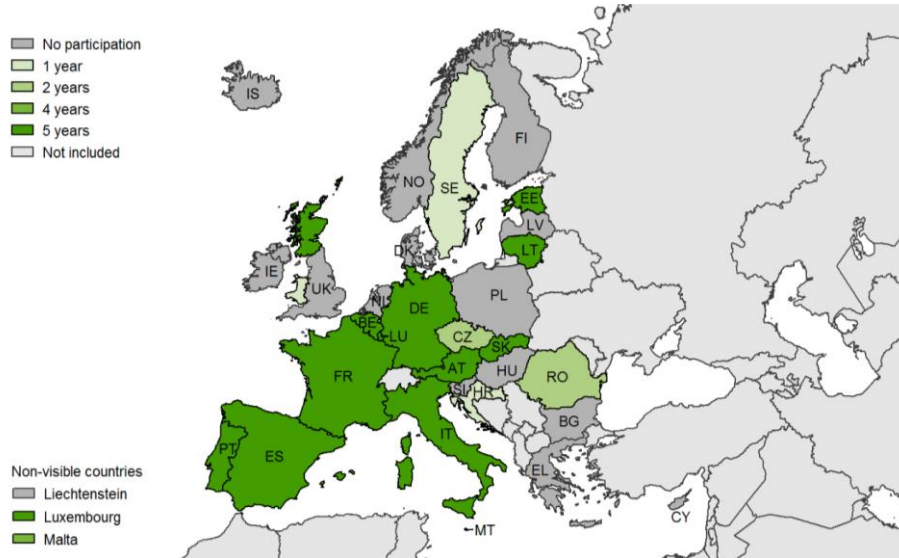 No participation
1 year
2 years
4 years
5 years
Not included
IS
FI
NO
SE
EE
LV
DK
LT
IE
UK
NL
PL
DE
BE
LU
CZ
SK
FR
AT
HU
RO
SI
HR
IT
BG
PT
ES
EL
Non-visible countries
Liechtenstein
Luxembourg
Malta
MT
CY